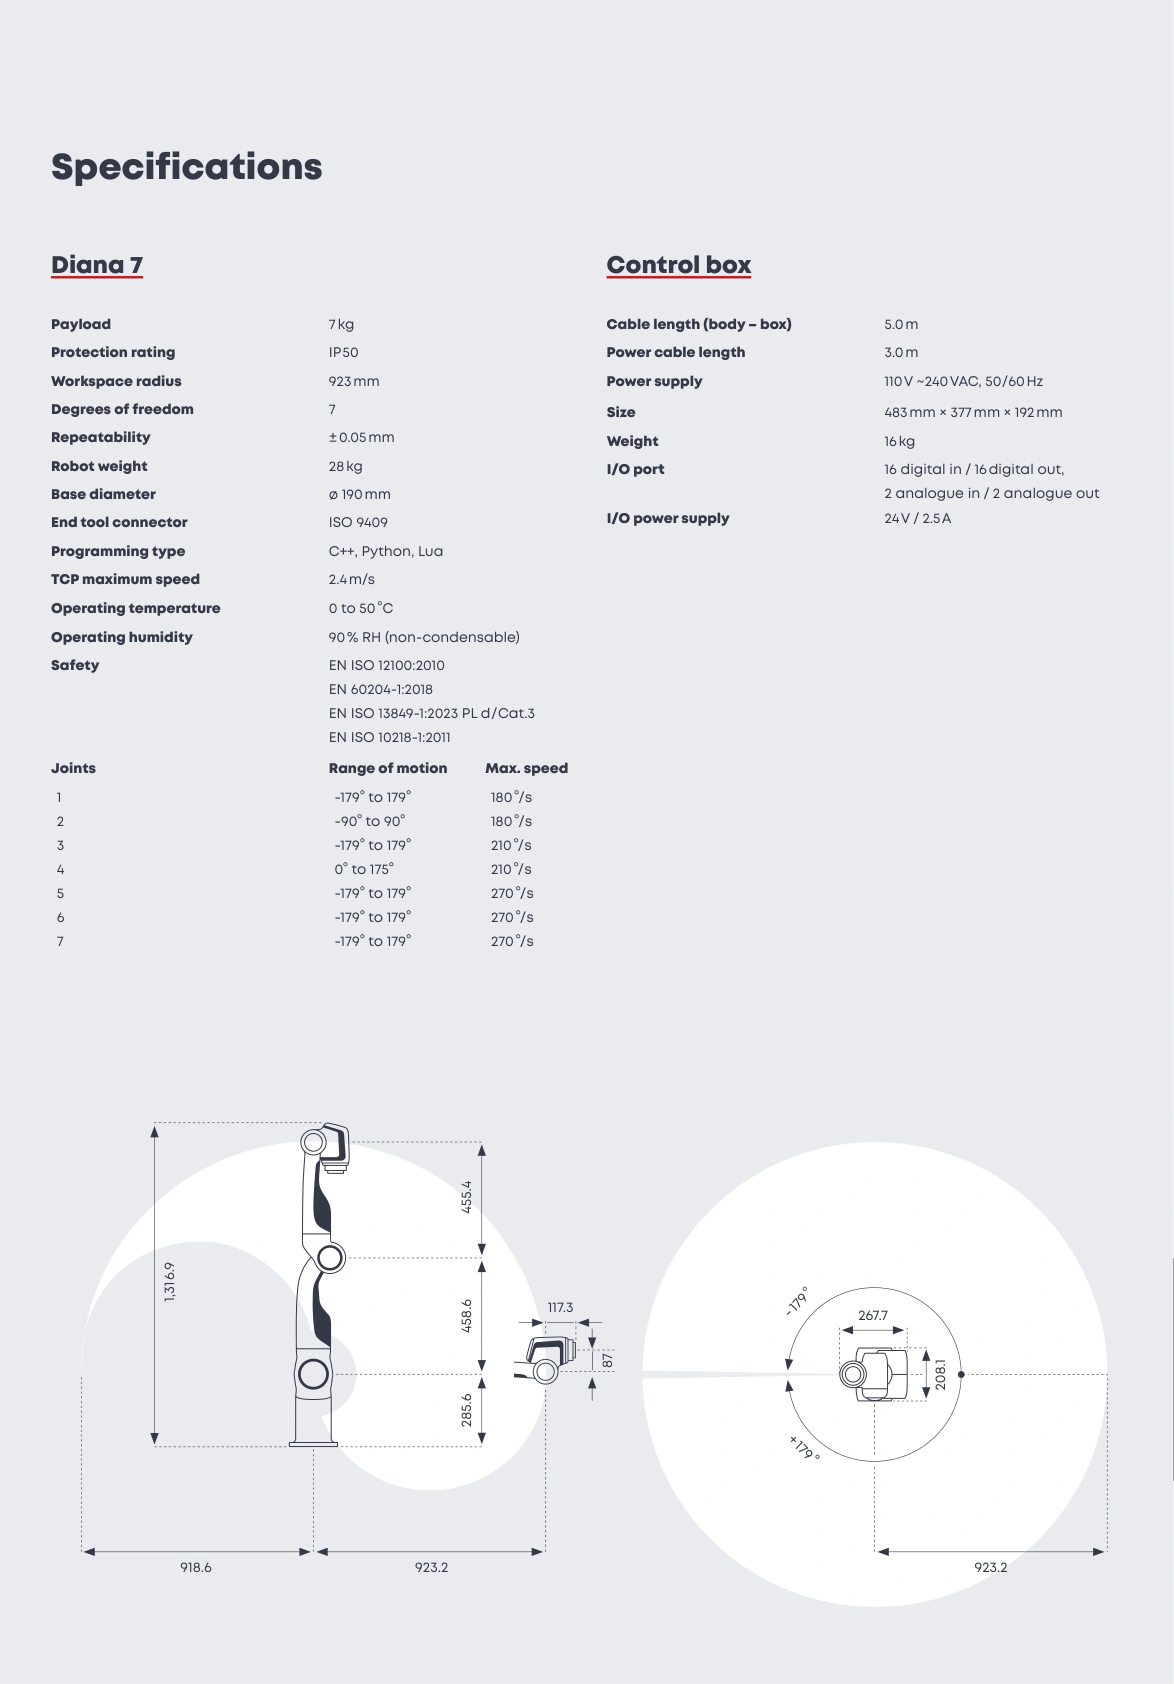 Specifications
Diana 7
Payload 7 kg
Protection rating IP50
Workspace radius 923 mm
Degrees of freedom 7
Repeatability ± 0.05 mm
Robot weight 28 kg
Base diameter ø 190 mm
End tool connector ISO 9409
Programming type C++, Python, Lua
TCP maximum speed 2.4 m/s
Operating temperature 0 to 50 °C
Operating humidity 90 % RH (non-condensable)
Safety EN ISO 12100:2010
EN 60204-1:2018
EN ISO 13849-1:2023 PL d/Cat.3
EN ISO 10218-1:2011
Joints Range of motion Max. speed
1 -179° to 179° 180 °/s
2 -90° to 90° 180 °/s
3 -179° to 179° 210 °/s
4 0° to 175° 210 °/s
5 -179° to 179° 270 °/s
6 -179° to 179° 270 °/s
7 -179° to 179° 270 °/s
Control box
Cable length (body – box) 5.0 m
Power cable length 3.0 m
Power supply 110 V ~240 VAC, 50/60 Hz
Size 483 mm × 377 mm × 192 mm
Weight 16 kg
I/O port 16 digital in / 16 digital out,
2 analogue in / 2 analogue out
I/O power supply 24 V / 2.5 A
1,316.9
455.4
458.6
285.6
117.3
87
918.6
923.2
-179°
267.7
208.1
+179°
923.2